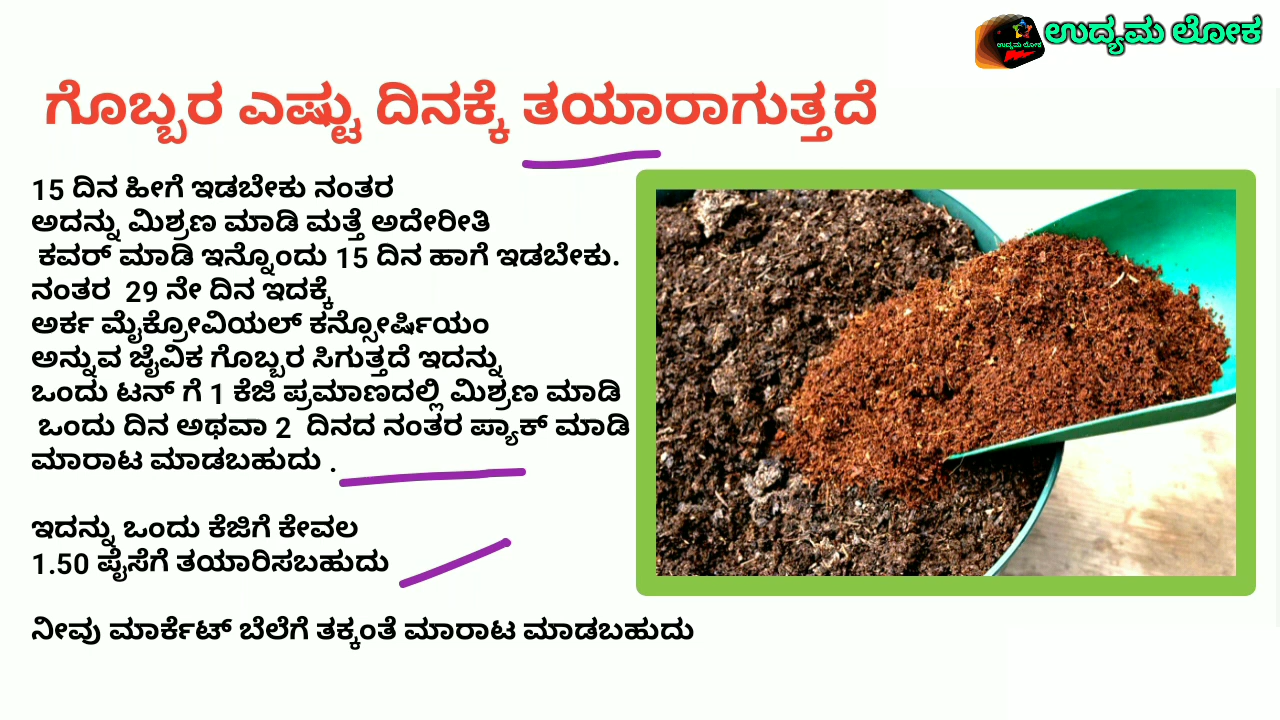 ಉದ್ಯಮ ಲೋಕ
ಉದ್ಯಮ ಲೋಕ
ಗೊಬ್ಬರ ಎಷ್ಟು ದಿನಕ್ಕೆ ತಯಾರಾಗುತ್ತದೆ
15 ದಿನ ಹೀಗೆ ಇಡಬೇಕು ನಂತರ
ಅದನ್ನು ಮಿಶ್ರಣ ಮಾಡಿ ಮತ್ತೆ ಅದೇರೀತಿ
ಕವರ್ ಮಾಡಿ ಇನ್ನೊಂದು 15 ದಿನ ಹಾಗೆ ಇಡಬೇಕು.
ನಂತರ 29 ನೇ ದಿನ ಇದಕ್ಕೆ
ಅರ್ಕ ಮೈಕ್ರೋವಿಯಲ್ ಕನ್ಸೋರ್ಷಿಯಂ
ಅನ್ನುವ ಜೈವಿಕ ಗೊಬ್ಬರ ಸಿಗುತ್ತದೆ ಇದನ್ನು
ಒಂದು ಟನ್ ಗೆ 1 ಕೆಜಿ ಪ್ರಮಾಣದಲ್ಲಿ ಮಿಶ್ರಣ ಮಾಡಿ
ಒಂದು ದಿನ ಅಥವಾ 2 ದಿನದ ನಂತರ ಪ್ಯಾಕ್ ಮಾಡಿ
ಮಾರಾಟ ಮಾಡಬಹುದು .
ಇದನ್ನು ಒಂದು ಕೆಜಿಗೆ ಕೇವಲ
1.50 ಪೈಸೆಗೆ ತಯಾರಿಸಬಹುದು
ನೀವು ಮಾರ್ಕೆಟ್ ಬೆಲೆಗೆ ತಕ್ಕಂತೆ ಮಾರಾಟ ಮಾಡಬಹುದು